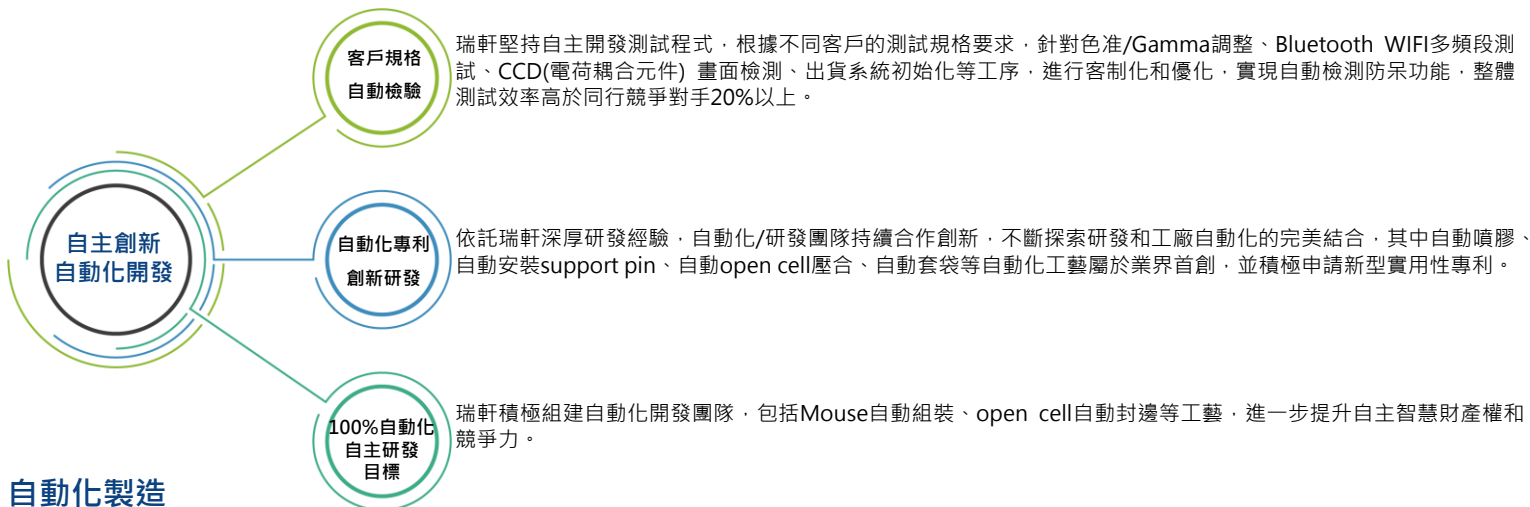 客戶規格
自動檢驗
瑞軒堅持自主開發測試程式，根據不同客戶的測試規格要求，針對色准/Gamma調整、Bluetooth WIFI多頻段測
試、CCD(電荷耦合元件) 畫面檢測、出貨系統初始化等工序，進行客制化和優化，實現自動檢測防呆功能，整體
測試效率高於同行競爭對手20%以上。
自主創新
自動化開發
自動化專利
創新研發
依託瑞軒深厚研發經驗，自動化/研發團隊持續合作創新，不斷探索研發和工廠自動化的完美結合，其中自動噴膠、
自動安裝support pin、自動open cell壓合、自動套袋等自動化工藝屬於業界首創，並積極申請新型實用性專利。
100%自動化
自主研發
目標
瑞軒積極組建自動化開發團隊，包括Mouse自動組裝、open cell自動封邊等工藝，進一步提升自主智慧財產權和
競爭力。
自動化製造